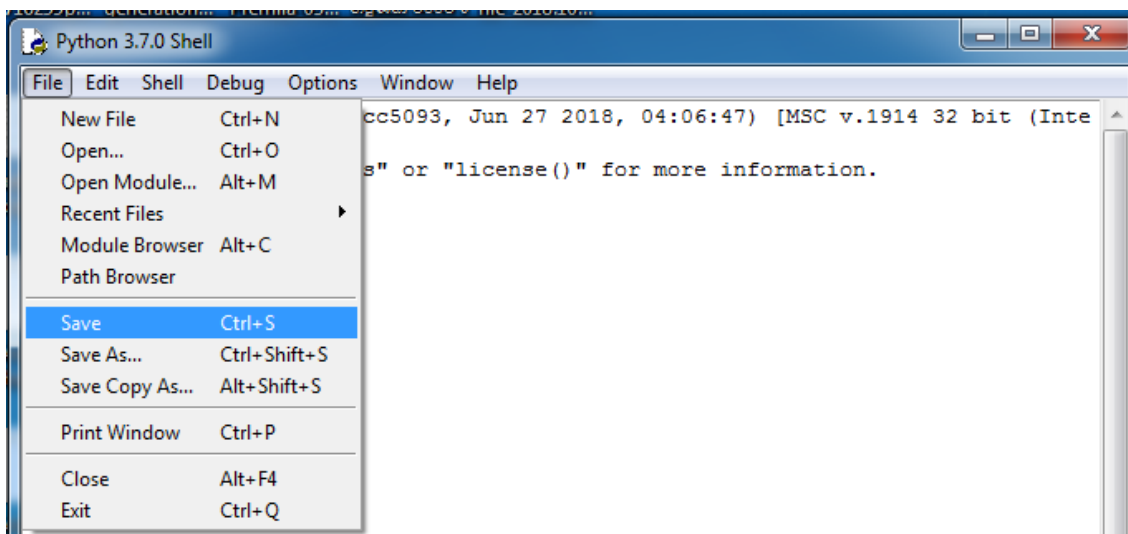 Python 3.7.0 Shell
File Edit Shell Debug Options Window Help
cc5093, Jun 27 2018, 04:06:47) [MSC v.1914 32 bit (Inte
s" or "license()" for more information.
New File Ctrl+N
Open... Ctrl+O
Open Module... Alt+M
Recent Files
Module Browser Alt+C
Path Browser
Save Ctrl+S
Save As... Ctrl+Shift+S
Save Copy As... Alt+Shift+S
Print Window Ctrl+P
Close Alt+F4
Exit Ctrl+Q